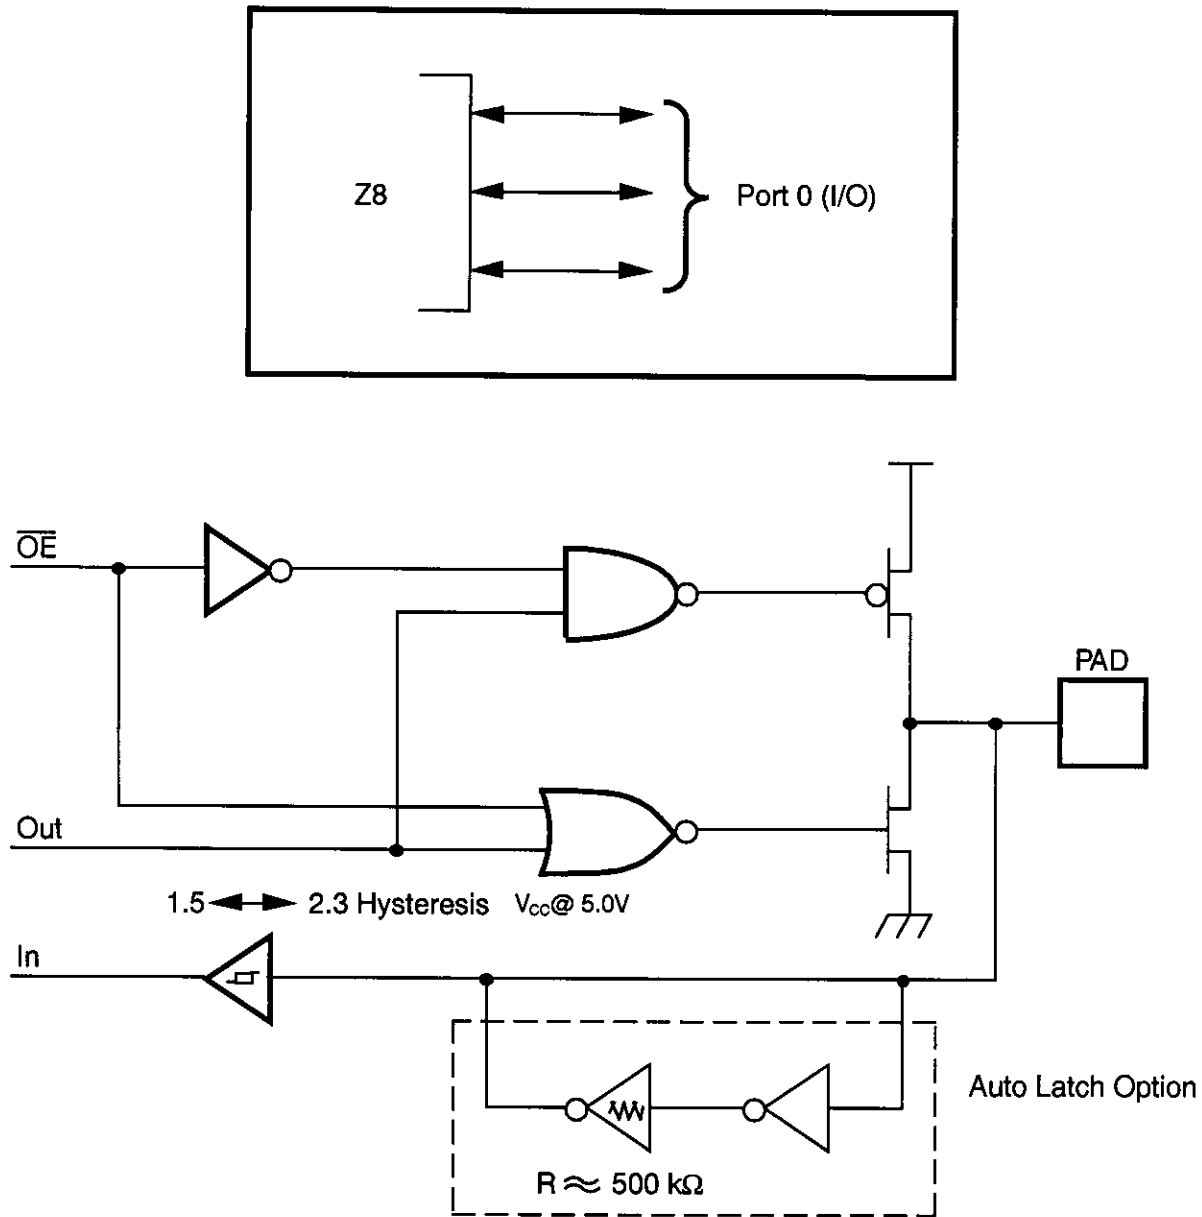 Z8
Port 0 (I/O)
OE
PAD
Out
1.5 2.3 Hysteresis VCC@ 5.0V
In
Auto Latch Option
R ≈ 500 kΩ